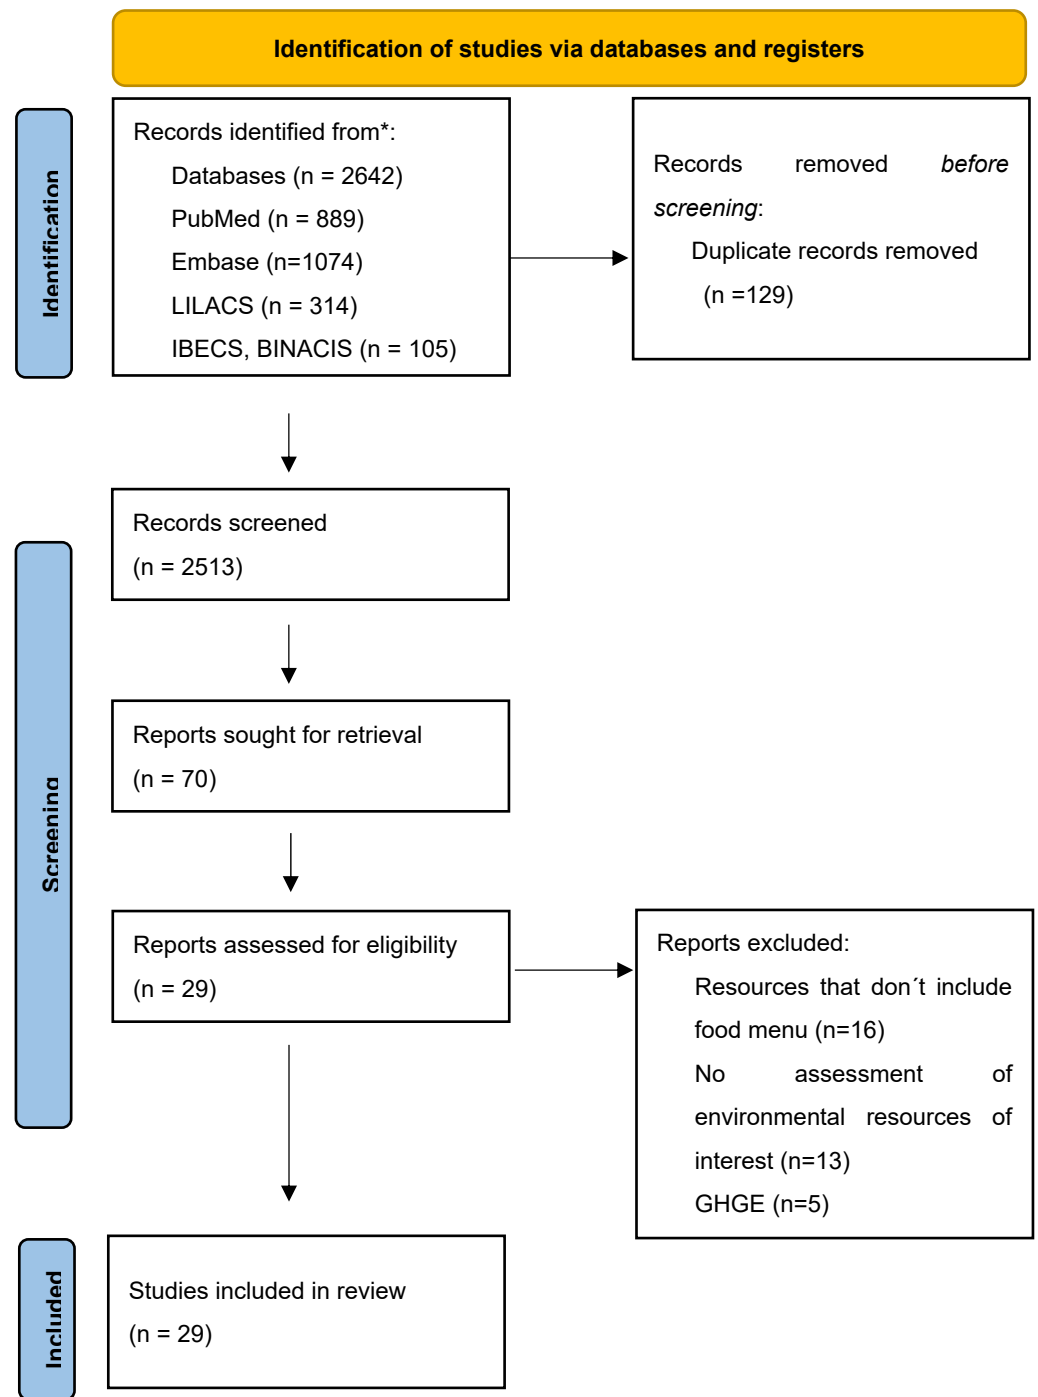 Identification of studies via databases and registers
Identification
Records identified from*:
Databases (n = 2642)
PubMed (n = 889)
Embase (n=1074)
LILACS (n = 314)
IBECS, BINACIS (n = 105)
Records removed before
screening:
Duplicate records removed
(n =129)
Screening
Records screened
(n = 2513)
Reports sought for retrieval
(n = 70)
Reports assessed for eligibility
(n = 29)
Reports excluded:
Resources that don´t include
food menu (n=16)
No assessment of
environmental resources of
interest (n=13)
GHGE (n=5)
Included
Studies included in review
(n = 29)